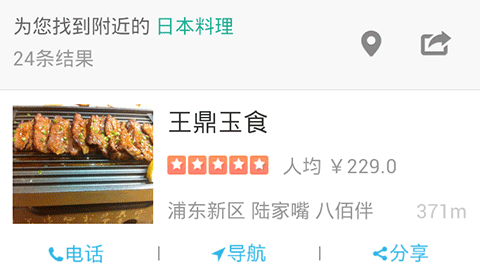 为您找到附近的 日本料理
24条结果
王鼎玉食
人均 ￥229.0
浦东新区 陆家嘴 八佰伴
371m
电话 | 导航 | 分享